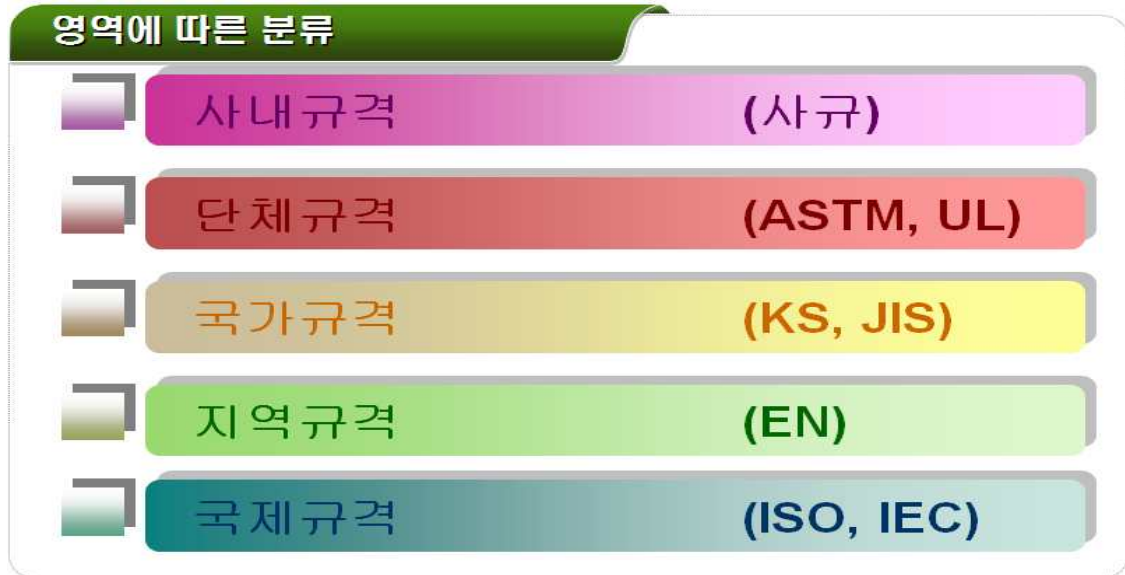 영역에 따른 분류
사내규격 (사규)
단체규격 (ASTM, UL)
국가규격 (KS, JIS)
지역규격 (EN)
국제규격 (ISO, IEC)